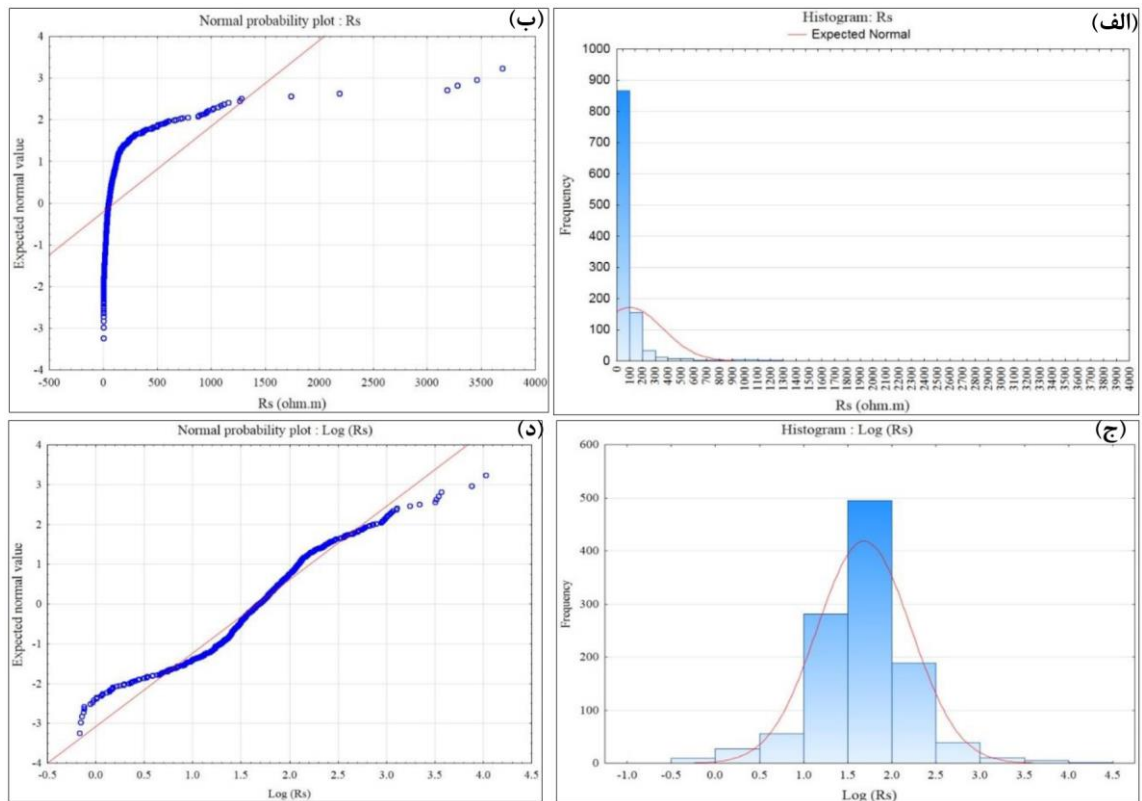 Normal probability plot : Rs
(ب)
Expected normal value
4
3
2
1
0
-1
-2
-3
-4
-500 0 500 1000 1500 2000 2500 3000 3500 4000
Rs (ohm.m)
Histogram: Rs
(الف)
Expected Normal
Frequency
1000
900
800
700
600
500
400
300
200
100
0
0 100 200 300 400 500 600 700 800 900 1000 1100 1200 1300 1400 1500 1600 1700 1800 1900 2000 2100 2200 2300 2400 2500 2600 2700 2800 2900 3000 3100 3200 3300 3400 3500 3600 3700 3800 3900 4000
Rs (ohm.m)
Normal probability plot : Log (Rs)
(د)
Expected normal value
4
3
2
1
0
-1
-2
-3
-4
-0.5 0.0 0.5 1.0 1.5 2.0 2.5 3.0 3.5 4.0 4.5
Log (Rs)
Histogram : Log (Rs)
(ج)
Frequency
600
500
400
300
200
100
0
-1.0 -0.5 0.0 0.5 1.0 1.5 2.0 2.5 3.0 3.5 4.0 4.5
Log (Rs)